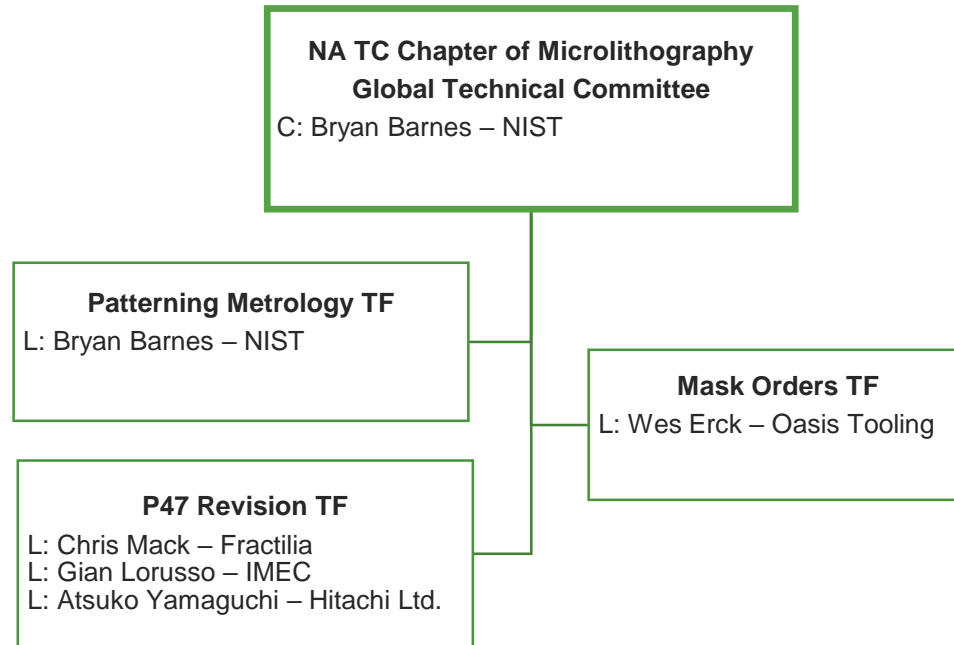 NA TC Chapter of Microlithography
Global Technical Committee
C: Bryan Barnes – NIST
Patterning Metrology TF
L: Bryan Barnes – NIST
Mask Orders TF
L: Wes Erck – Oasis Tooling
P47 Revision TF
L: Chris Mack – Fractilia
L: Gian Lorusso – IMEC
L: Atsuko Yamaguchi – Hitachi Ltd.